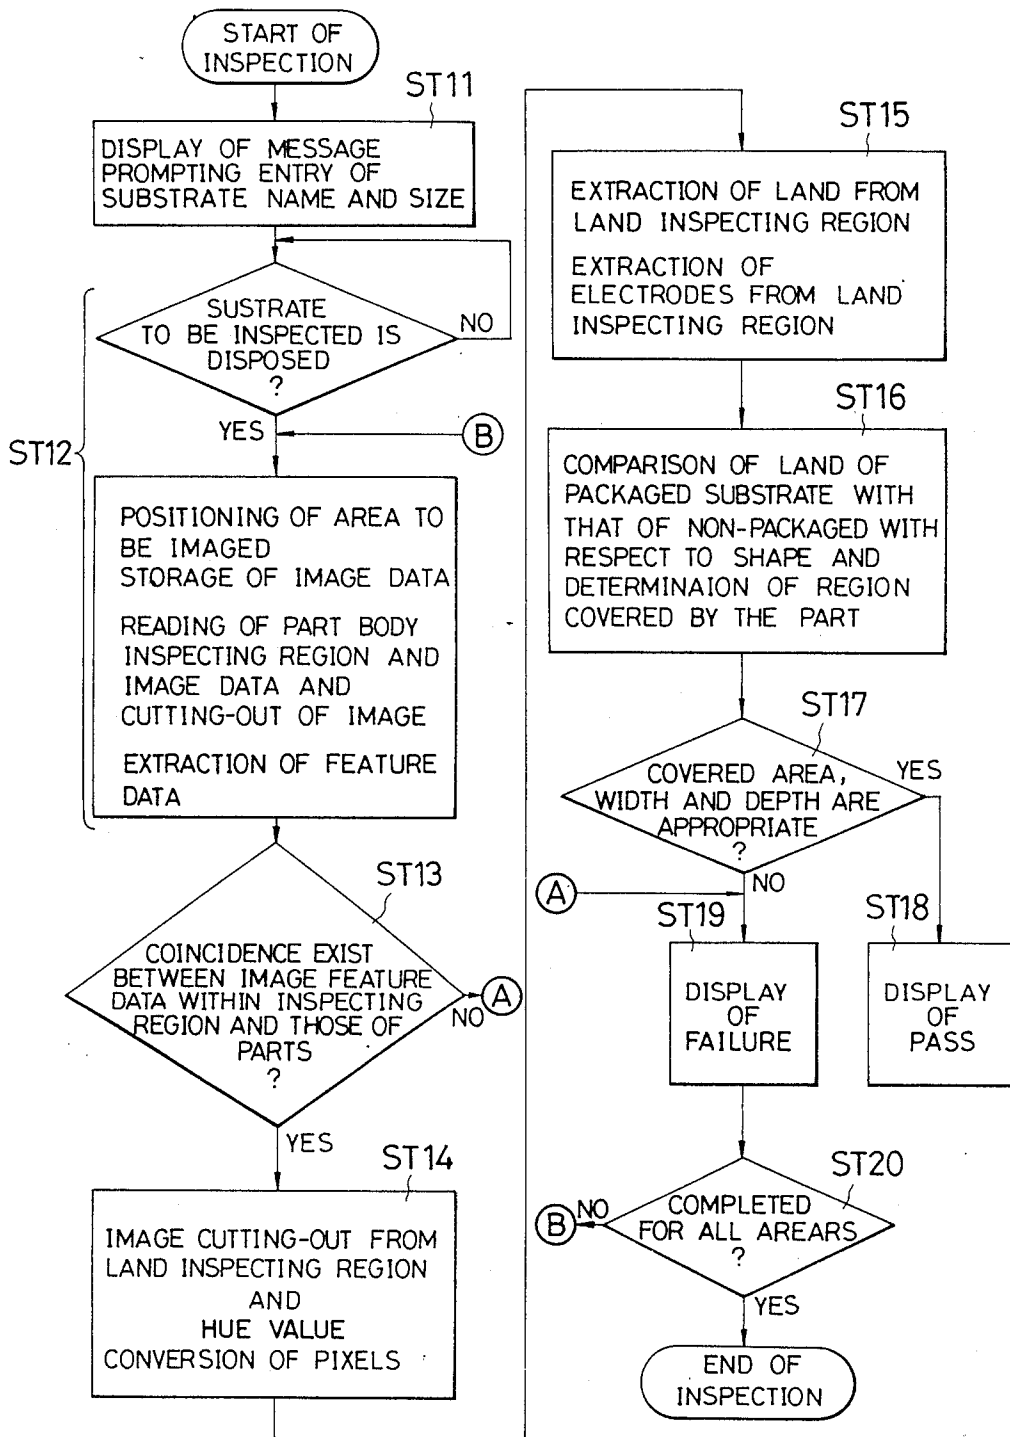 START OF
INSPECTION
ST11
DISPLAY OF MESSAGE
PROMPTING ENTRY OF
SUBSTRATE NAME AND SIZE
SUSTRATE
TO BE INSPECTED IS
DISPOSED
?
NO
YES
B
ST12
POSITIONING OF AREA TO
BE IMAGED
STORAGE OF IMAGE DATA
READING OF PART BODY
INSPECTING REGION AND
IMAGE DATA AND
CUTTING-OUT OF IMAGE
EXTRACTION OF FEATURE
DATA
ST13
COINCIDENCE EXIST
BETWEEN IMAGE FEATURE
DATA WITHIN INSPECTING
REGION AND THOSE OF
PARTS
?
NO
A
YES
ST14
IMAGE CUTTING-OUT FROM
LAND INSPECTING REGION
AND
HUE VALUE
CONVERSION OF PIXELS
ST15
EXTRACTION OF LAND FROM
LAND INSPECTING REGION
EXTRACTION OF
ELECTRODES FROM LAND
INSPECTING REGION
ST16
COMPARISON OF LAND OF
PACKAGED SUBSTRATE WITH
THAT OF NON-PACKAGED WITH
RESPECT TO SHAPE AND
DETERMINAION OF REGION
COVERED BY THE PART
ST17
COVERED AREA,
WIDTH AND DEPTH ARE
APPROPRIATE
?
YES
NO
A
ST19
DISPLAY
OF
FAILURE
ST18
DISPLAY
OF
PASS
ST20
COMPLETED
FOR ALL AREARS
?
NO
B
YES
END OF
INSPECTION